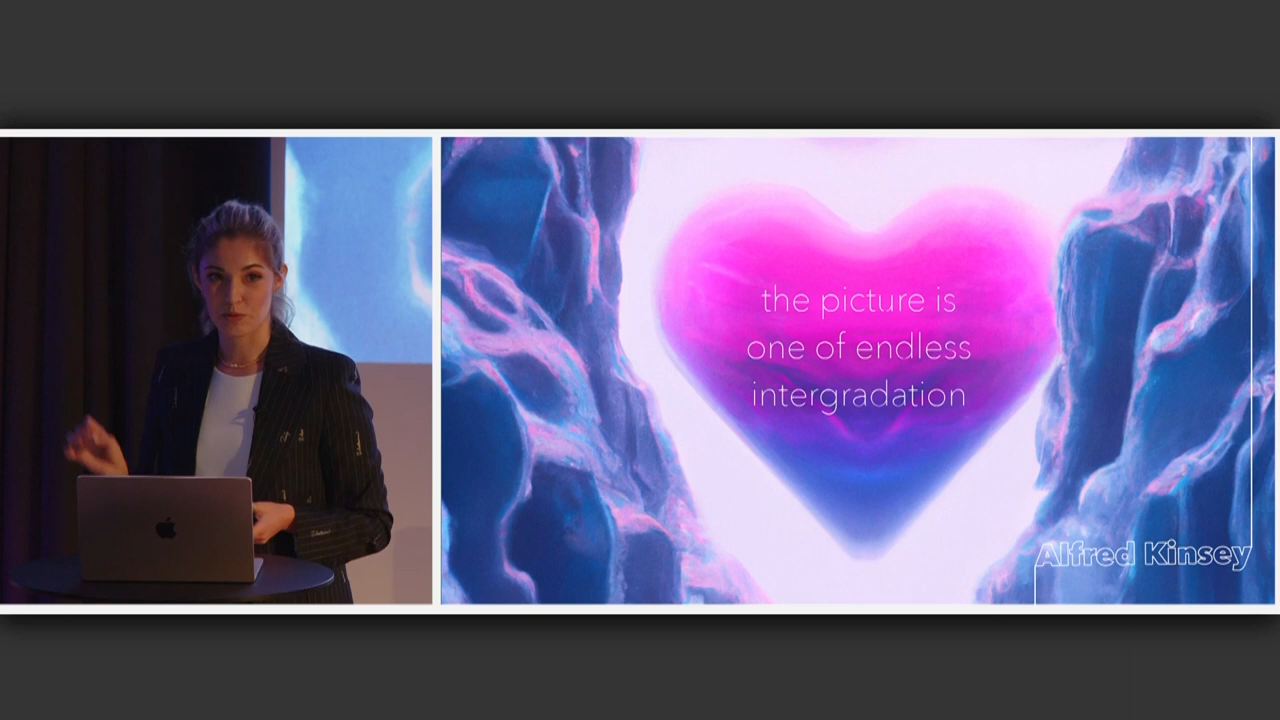 the picture is
one of endless
intergradation
Alfred Kinsey